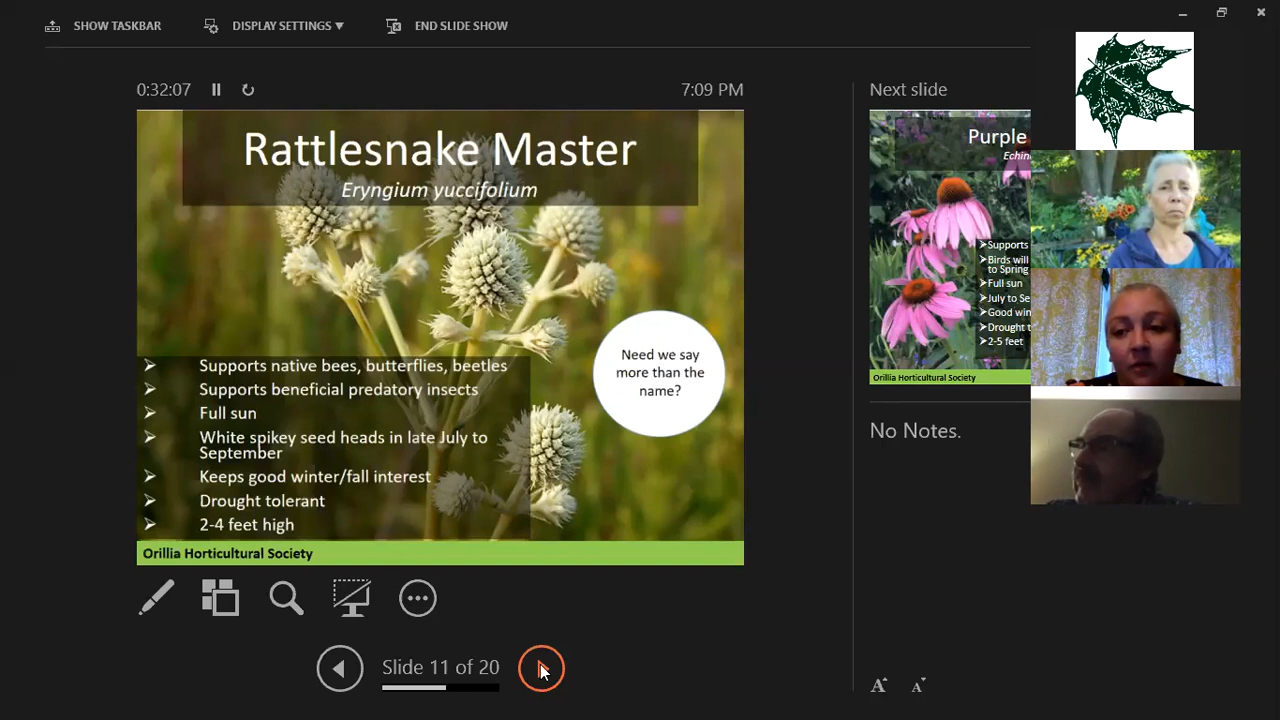 SHOW TASKBAR
DISPLAY SETTINGS
END SLIDE SHOW
0:32:07
7:09 PM
Rattlesnake Master
Eryngium yuccifolium
Supports native bees, butterflies, beetles
Supports beneficial predatory insects
Full sun
White spikey seed heads in late July to
September
Keeps good winter/fall interest
Drought tolerant
2-4 feet high
Need we say
more than the
name?
Orillia Horticultural Society
Slide 11 of 20
Next slide
Purple
Echin
Supports
Birds will
to Spring
Full sun
July to Se
Good win
Drought t
2-5 feet
Orillia Horticultural Society
No Notes.
A A